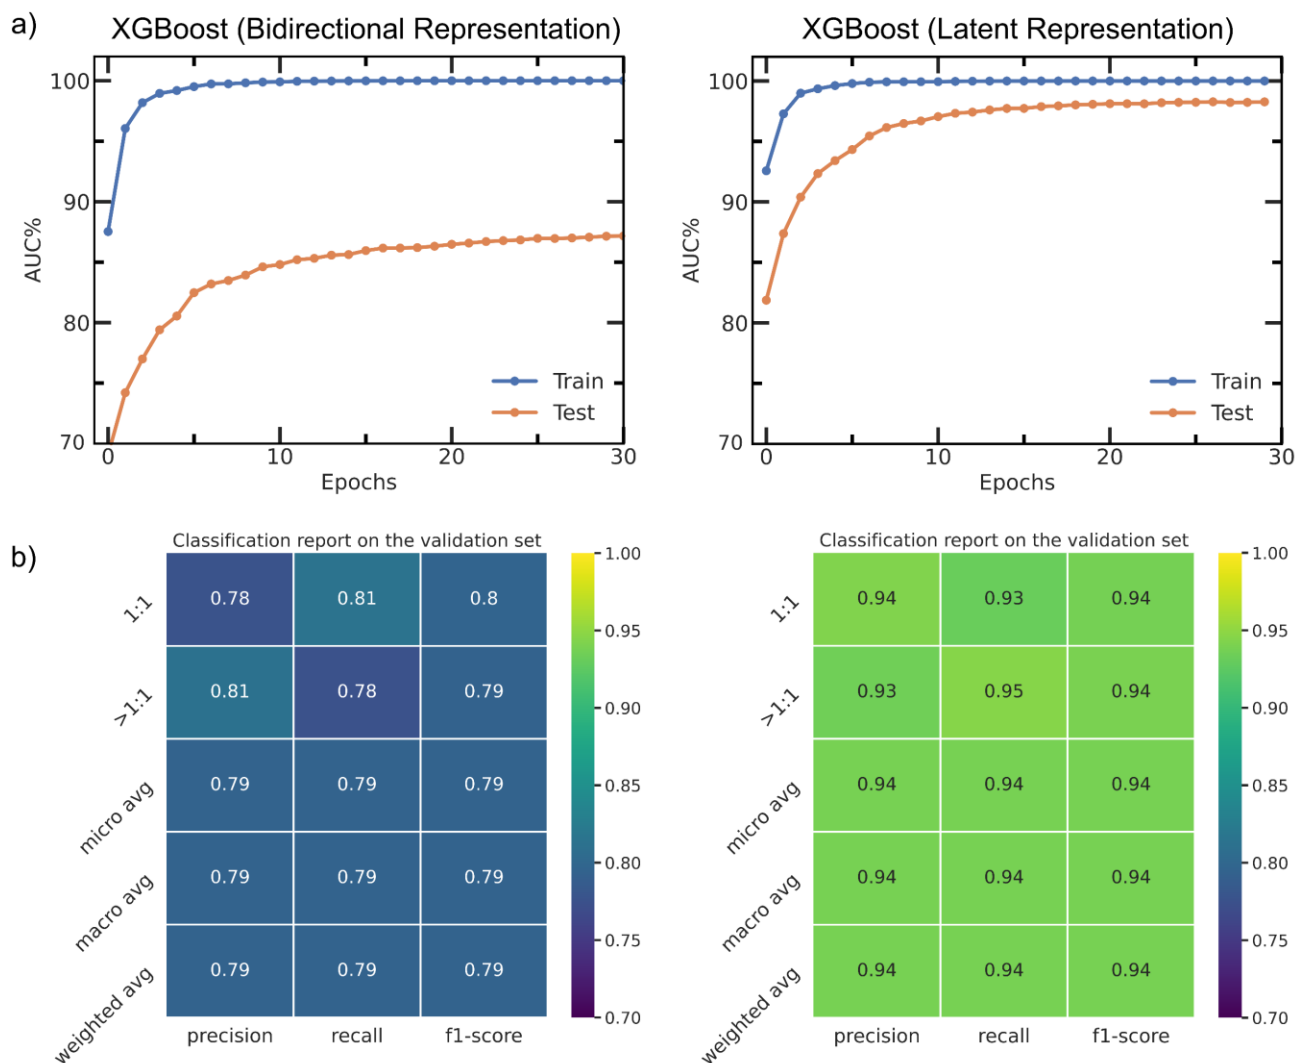 a)
XGBoost (Bidirectional Representation)
100
90
80
70
AUC%
0
10
20
30
Epochs
Train
Test
XGBoost (Latent Representation)
100
90
80
70
AUC%
0
10
20
30
Epochs
Train
Test
b)
Classification report on the validation set
1:1
0.78 0.81 0.8
>1:1
0.81 0.78 0.79
micro avg
0.79 0.79 0.79
macro avg
0.79 0.79 0.79
weighted avg
0.79 0.79 0.79
precision recall f1-score
1.00
0.95
0.90
0.85
0.80
0.75
0.70
Classification report on the validation set
1:1
0.94 0.93 0.94
>1:1
0.93 0.95 0.94
micro avg
0.94 0.94 0.94
macro avg
0.94 0.94 0.94
weighted avg
0.94 0.94 0.94
precision recall f1-score
1.00
0.95
0.90
0.85
0.80
0.75
0.70